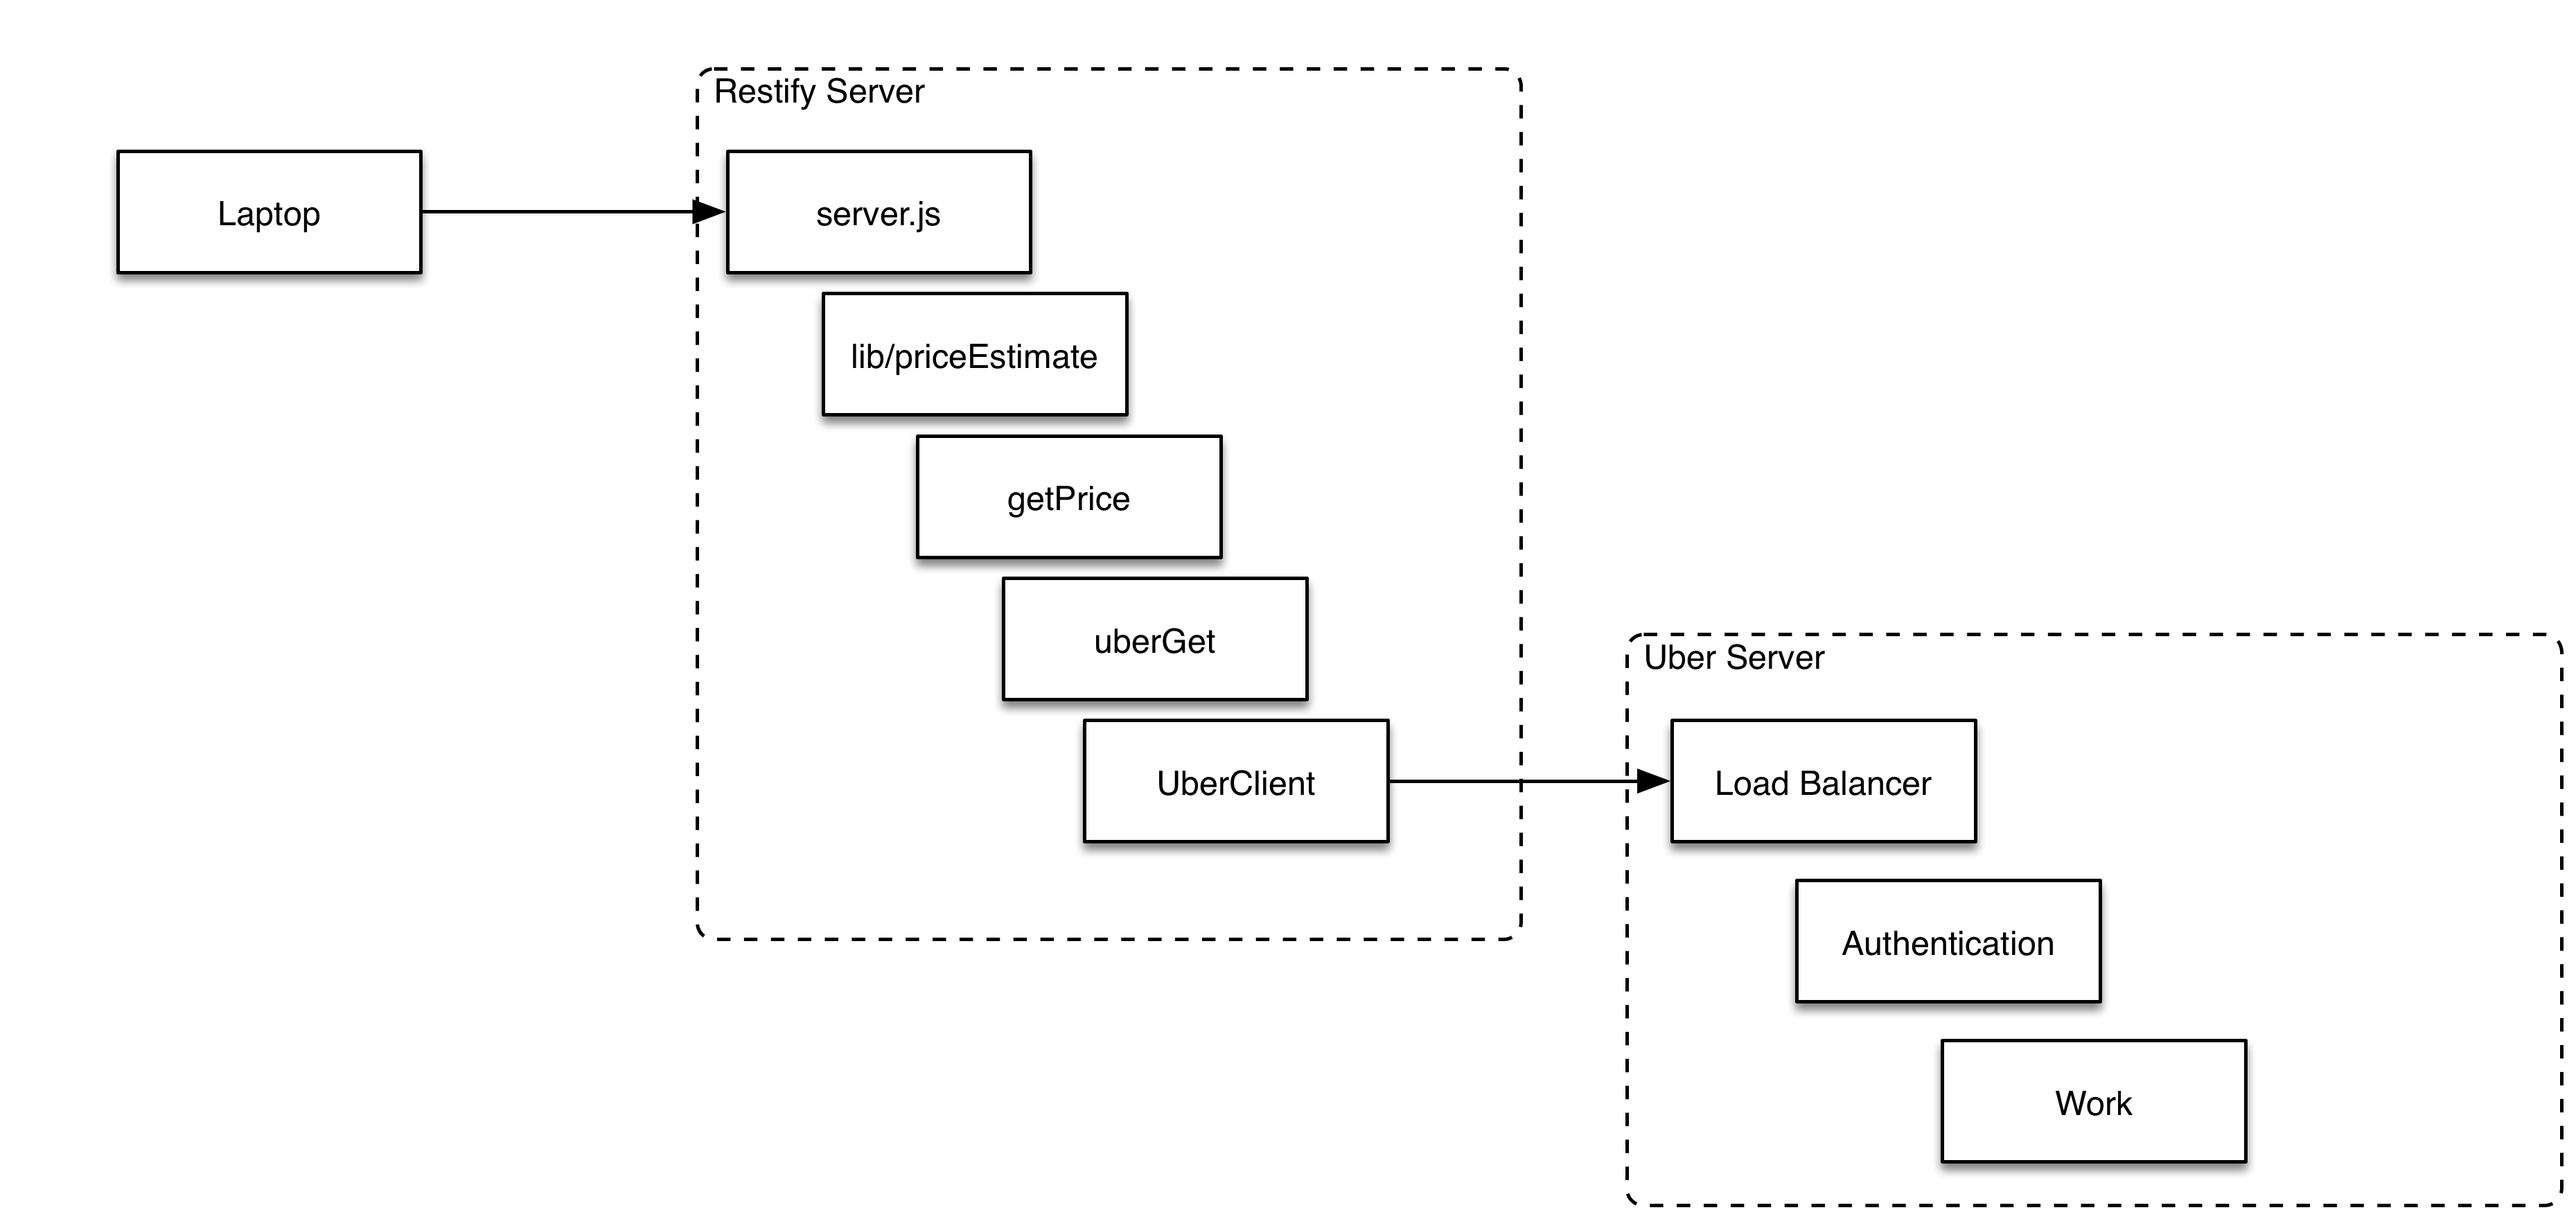 Restify Server
Laptop
server.js
lib/priceEstimate
getPrice
uberGet
Uber Server
UberClient
Load Balancer
Authentication
Work